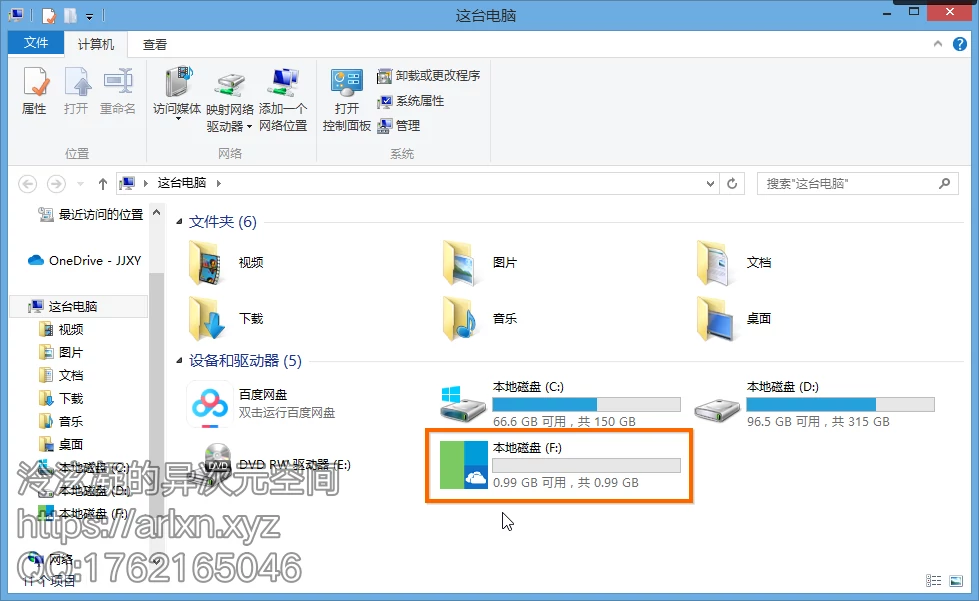 这台电脑
文件 计算机 查看
属性 打开 重命名 访问媒体 映射网络驱动器 添加一个网络位置 打开控制面板 卸载或更改程序
系统属性
管理
位置 网络 系统
这台电脑 搜索"这台电脑"
最近访问的位置
OneDrive - JJXY
这台电脑
视频
图片
文档
下载
音乐
桌面
本地磁盘 (C:)
本地磁盘 (D:)
本地磁盘 (F:)
网络
文件夹 (6)
视频 图片 文档
下载 音乐 桌面
设备和驱动器 (5)
百度网盘
双击运行百度网盘
本地磁盘 (C:)
66.6 GB 可用，共 150 GB
本地磁盘 (D:)
96.5 GB 可用，共 315 GB
DVD RW 驱动器 (E:)
DVD
本地磁盘 (F:)
0.99 GB 可用，共 0.99 GB
泠泫凝的异次元空间
https://arlxn.xyz
QQ:1762165046
11 个项目